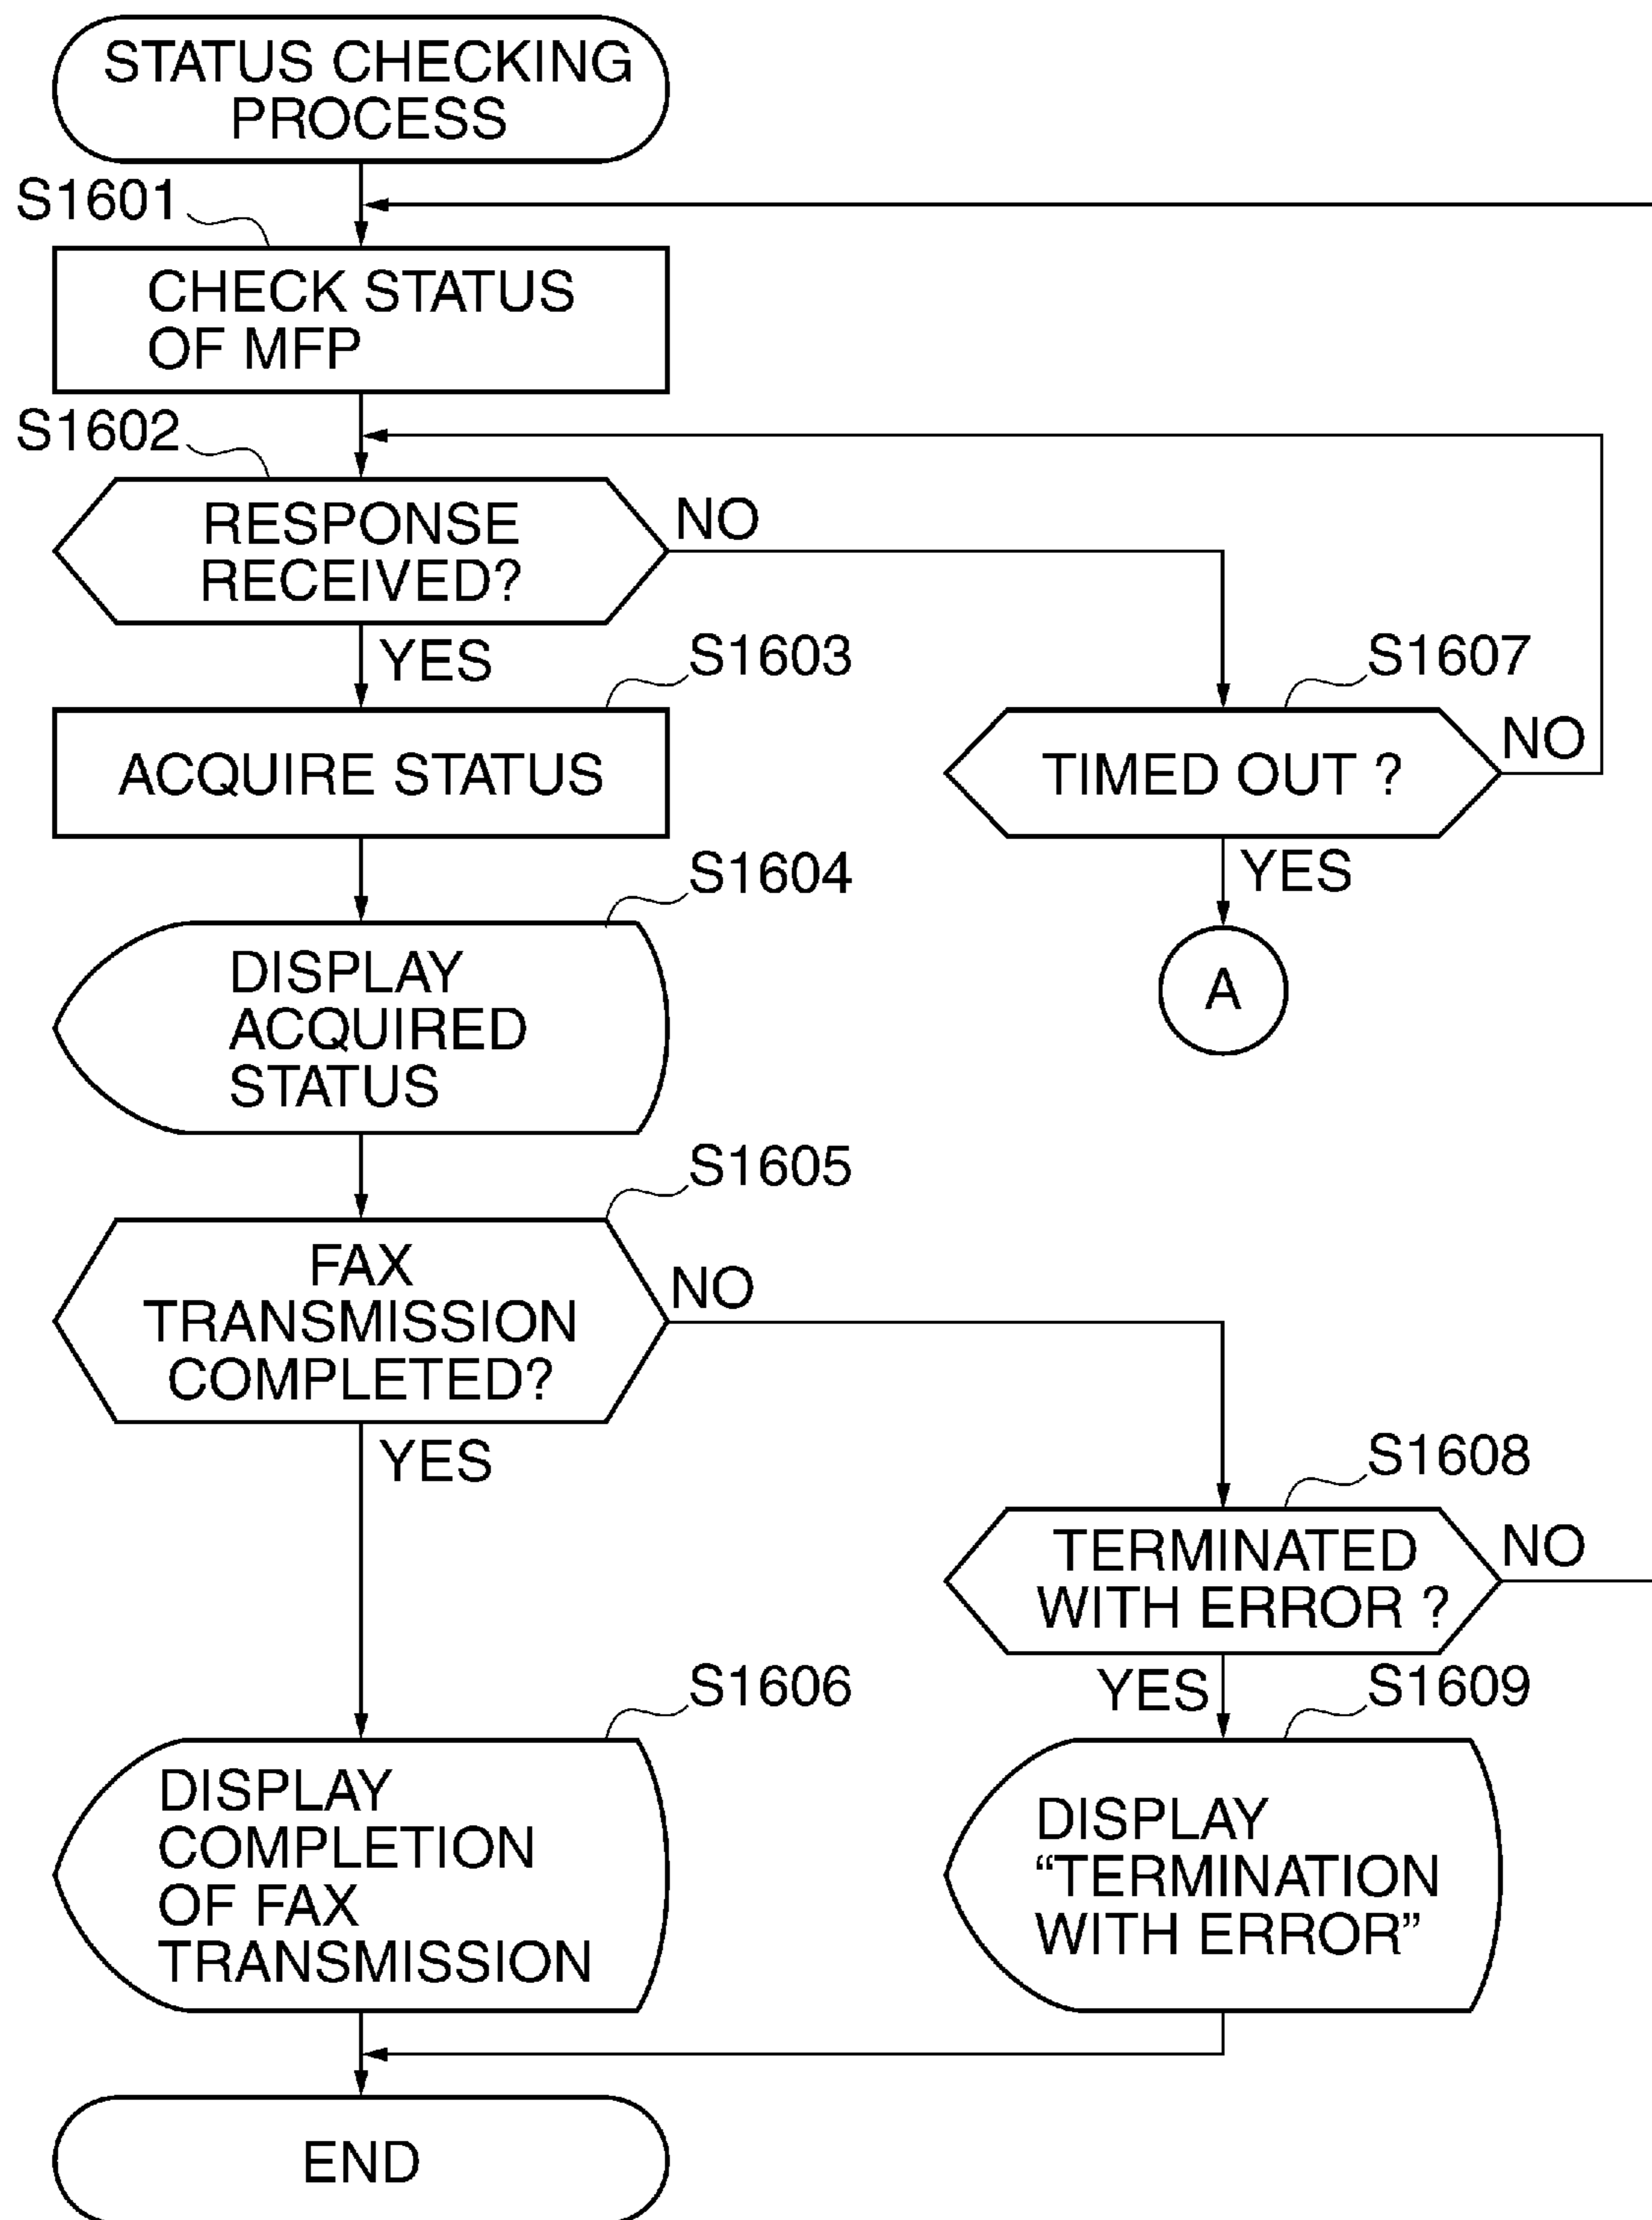 STATUS CHECKING
PROCESS
S1601
CHECK STATUS
OF MFP
S1602
RESPONSE
RECEIVED?
NO
YES
S1603
ACQUIRE STATUS
S1607
TIMED OUT ?
NO
YES
A
S1604
DISPLAY
ACQUIRED
STATUS
S1605
FAX
TRANSMISSION
COMPLETED?
NO
YES
S1608
TERMINATED
WITH ERROR ?
NO
YES
S1606
DISPLAY
COMPLETION
OF FAX
TRANSMISSION
S1609
DISPLAY
“TERMINATION
WITH ERROR”
END